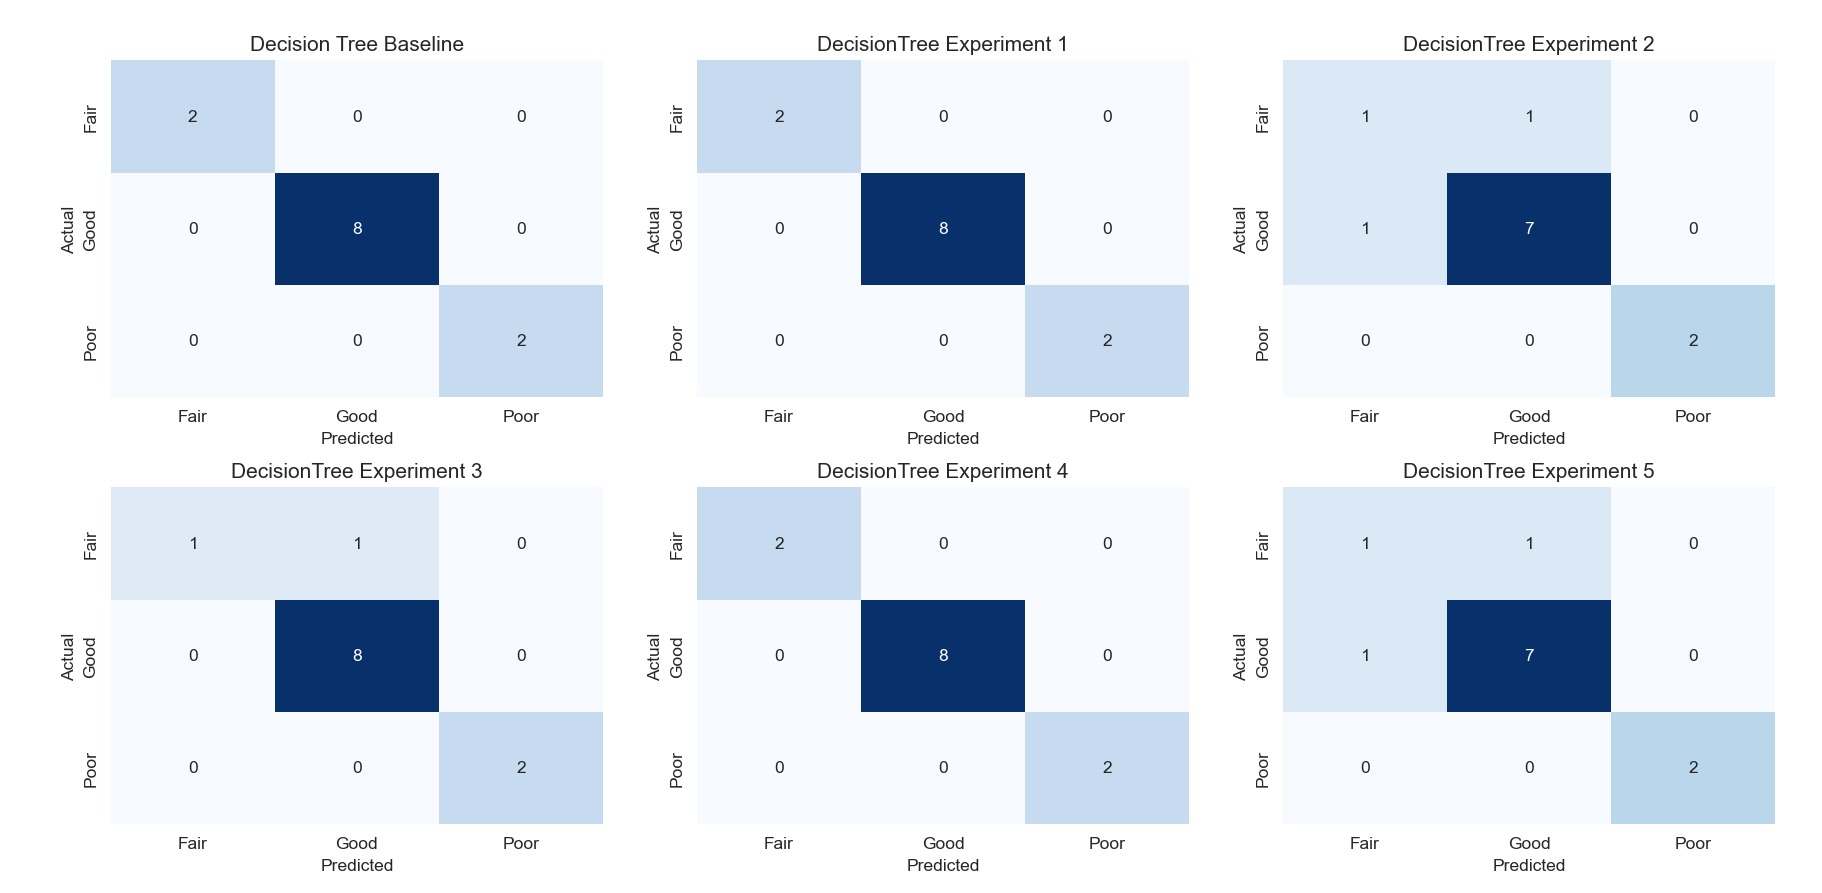 Decision Tree Baseline
Fair 2 0 0
Actual
Good 0 8 0
Poor 0 0 2
Fair Good Poor
Predicted
DecisionTree Experiment 1
Fair 2 0 0
Actual
Good 0 8 0
Poor 0 0 2
Fair Good Poor
Predicted
DecisionTree Experiment 2
Fair 1 1 0
Actual
Good 1 7 0
Poor 0 0 2
Fair Good Poor
Predicted
DecisionTree Experiment 3
Fair 1 1 0
Actual
Good 0 8 0
Poor 0 0 2
Fair Good Poor
Predicted
DecisionTree Experiment 4
Fair 2 0 0
Actual
Good 0 8 0
Poor 0 0 2
Fair Good Poor
Predicted
DecisionTree Experiment 5
Fair 1 1 0
Actual
Good 1 7 0
Poor 0 0 2
Fair Good Poor
Predicted